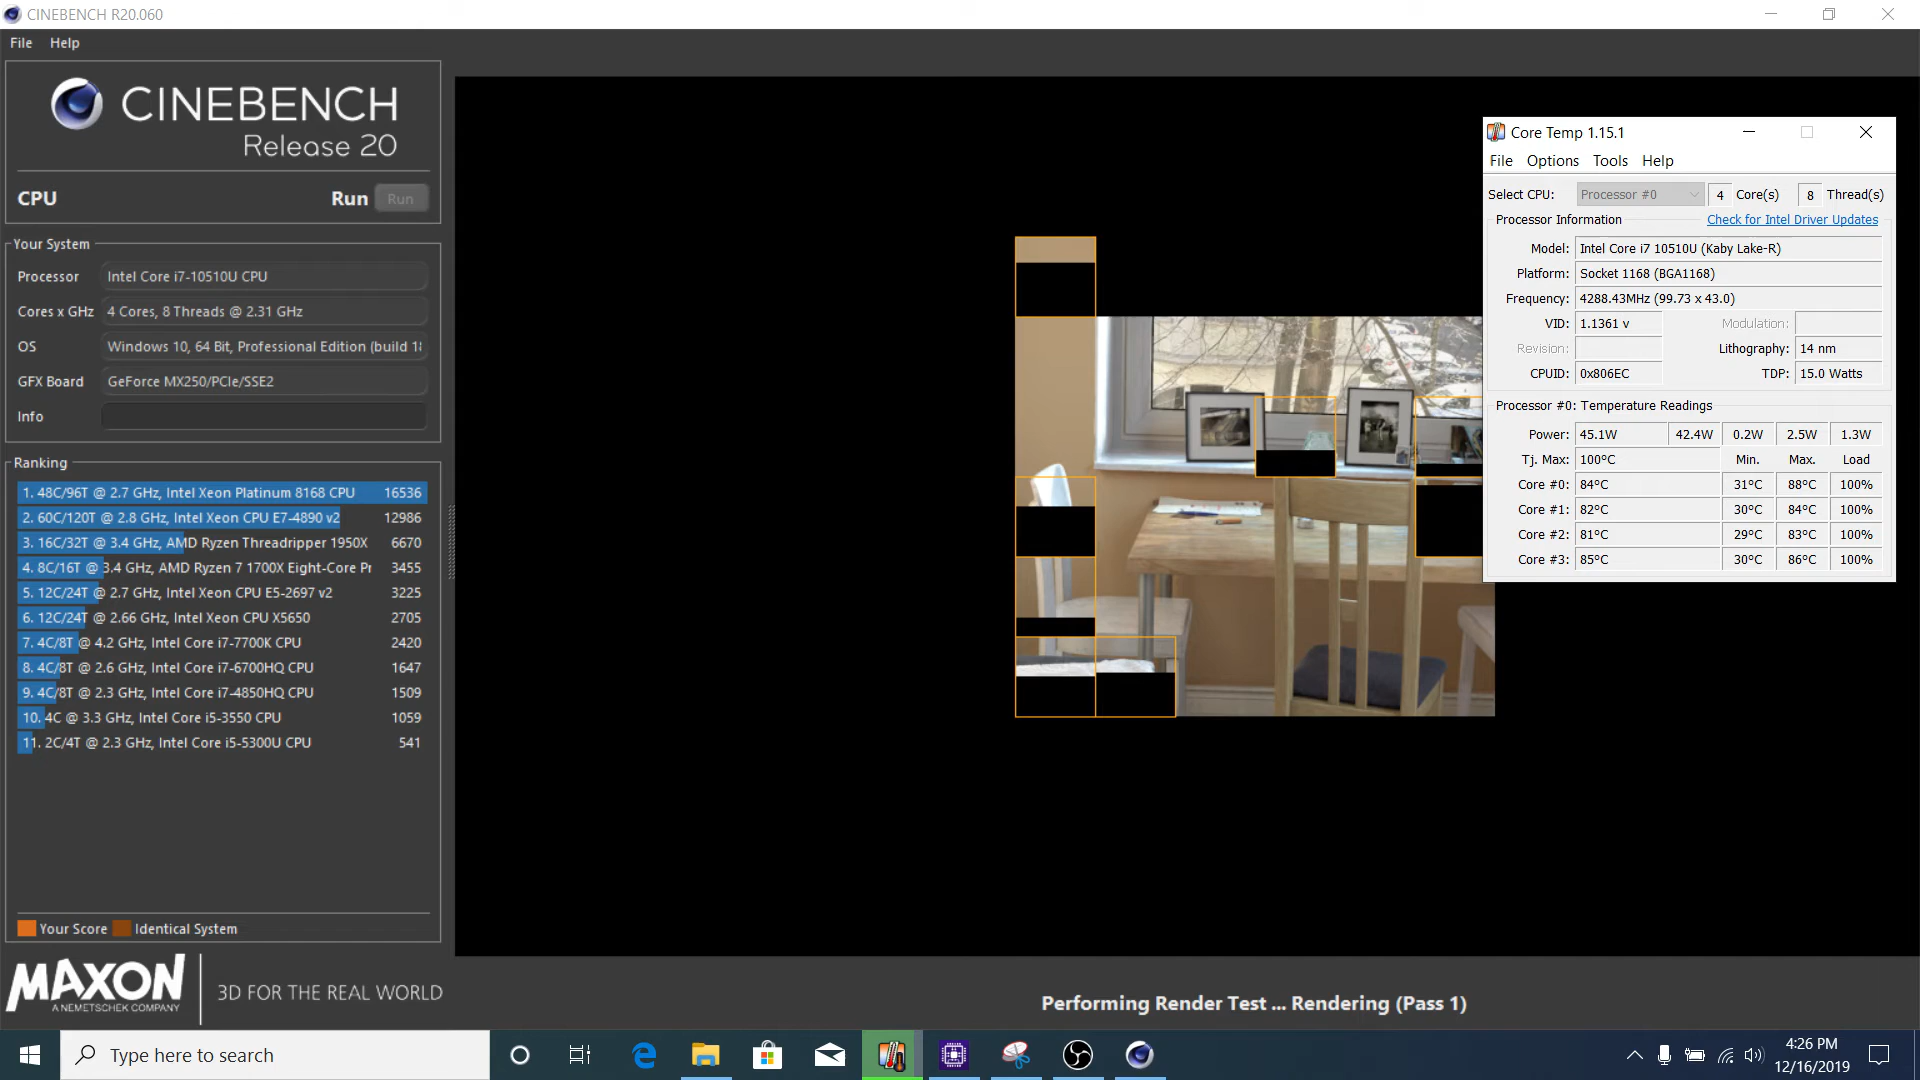 CINEBENCH R20.060
File Help
CINEBENCH
Release 20
CPU Run Run
Your System
Processor Intel Core i7-10510U CPU
Cores x GHz 4 Cores, 8 Threads @ 2.31 GHz
OS Windows 10, 64 Bit, Professional Edition (build 18
GFX Board GeForce MX250/PCIe/SSE2
Info
Ranking
1. 48C/96T @ 2.7 GHz, Intel Xeon Platinum 8168 CPU 16536
2. 60C/120T @ 2.8 GHz, Intel Xeon CPU E7-4890 v2 12986
3. 16C/32T @ 3.4 GHz, AMD Ryzen Threadripper 1950X 6670
4. 8C/16T @ 3.4 GHz, AMD Ryzen 7 1700X Eight-Core Pr 3455
5. 12C/24T @ 2.7 GHz, Intel Xeon CPU E5-2697 v2 3225
6. 12C/24T @ 2.66 GHz, Intel Xeon CPU X5650 2705
7. 4C/8T @ 4.2 GHz, Intel Core i7-7700K CPU 2420
8. 4C/8T @ 2.6 GHz, Intel Core i7-6700HQ CPU 1647
9. 4C/8T @ 2.3 GHz, Intel Core i7-4850HQ CPU 1509
10. 4C @ 3.3 GHz, Intel Core i5-3550 CPU 1059
11. 2C/4T @ 2.3 GHz, Intel Core i5-5300U CPU 541
Your Score Identical System
MAXON
A NEMETSCHEK COMPANY
3D FOR THE REAL WORLD
Performing Render Test ... Rendering (Pass 1)
Core Temp 1.15.1
File Options Tools Help
Select CPU: Processor #0 4 Core(s) 8 Thread(s)
Processor Information Check for Intel Driver Updates
Model: Intel Core i7 10510U (Kaby Lake-R)
Platform: Socket 1168 (BGA1168)
Frequency: 4288.43MHz (99.73 x 43.0)
VID: 1.1361 v Modulation:
Revision: Lithography: 14 nm
CPUID: 0x806EC TDP: 15.0 Watts
Processor #0: Temperature Readings
Power: 45.1W 42.4W 0.2W 2.5W 1.3W
Tj. Max: 100°C Min. Max. Load
Core #0: 84°C 31°C 88°C 100%
Core #1: 82°C 30°C 84°C 100%
Core #2: 81°C 29°C 83°C 100%
Core #3: 85°C 30°C 86°C 100%
Type here to search
4:26 PM
12/16/2019